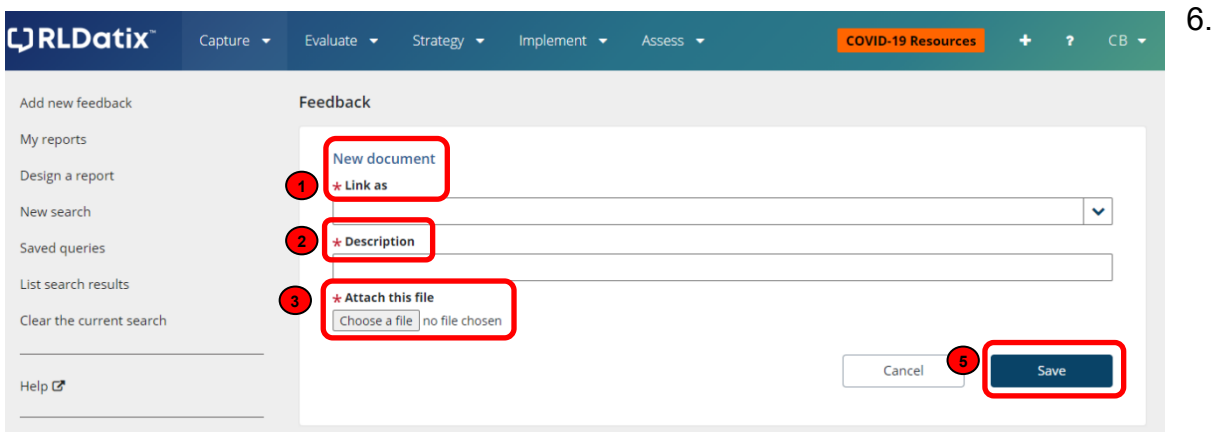 RLDatix™ Capture Evaluate Strategy Implement Assess COVID-19 Resources + ? CB
6.
Add new feedback
My reports
Design a report
New search
Saved queries
List search results
Clear the current search
Help
Feedback
New document
1 * Link as
2 * Description
3 * Attach this file
Choose a file no file chosen
Cancel 5 Save